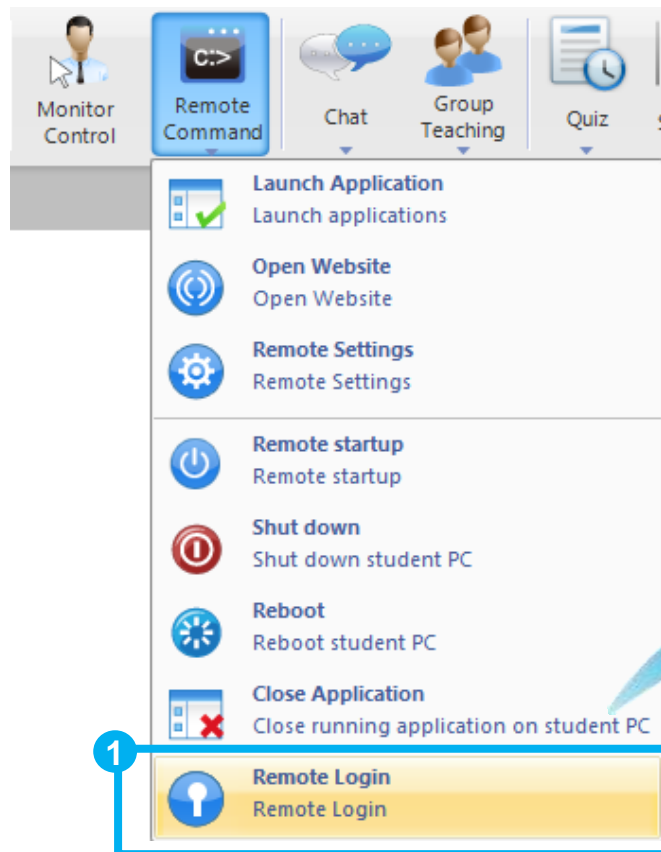 Monitor
Control
Remote
Command
Chat
Group
Teaching
Quiz
C:>
Launch Application
Launch applications
Open Website
Open Website
Remote Settings
Remote Settings
Remote startup
Remote startup
Shut down
Shut down student PC
Reboot
Reboot student PC
Close Application
Close running application on student PC
1
Remote Login
Remote Login